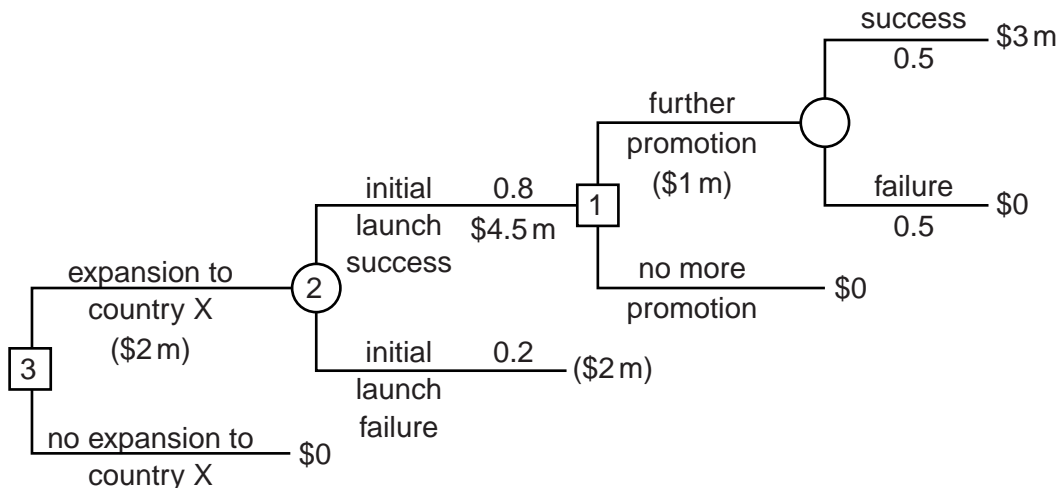 success
$3 m
0.5
further
promotion
($1 m)
failure
$0
0.5
initial 0.8
launch $4.5 m
success
1
no more
promotion
$0
expansion to
country X
($2 m)
2
initial 0.2
launch
failure
($2 m)
3
no expansion to
country X
$0